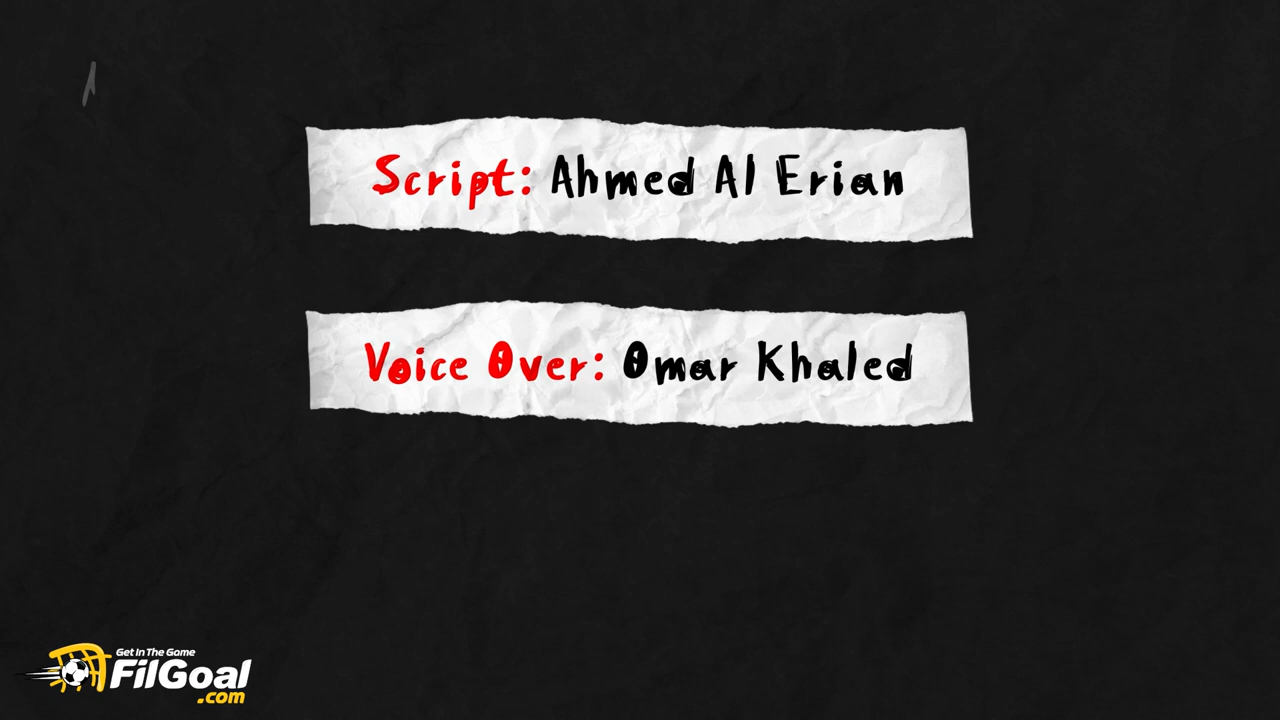 Script: Ahmed Al Erian
Voice Over: Omar Khaled
Get In The Game
FilGoal
.com